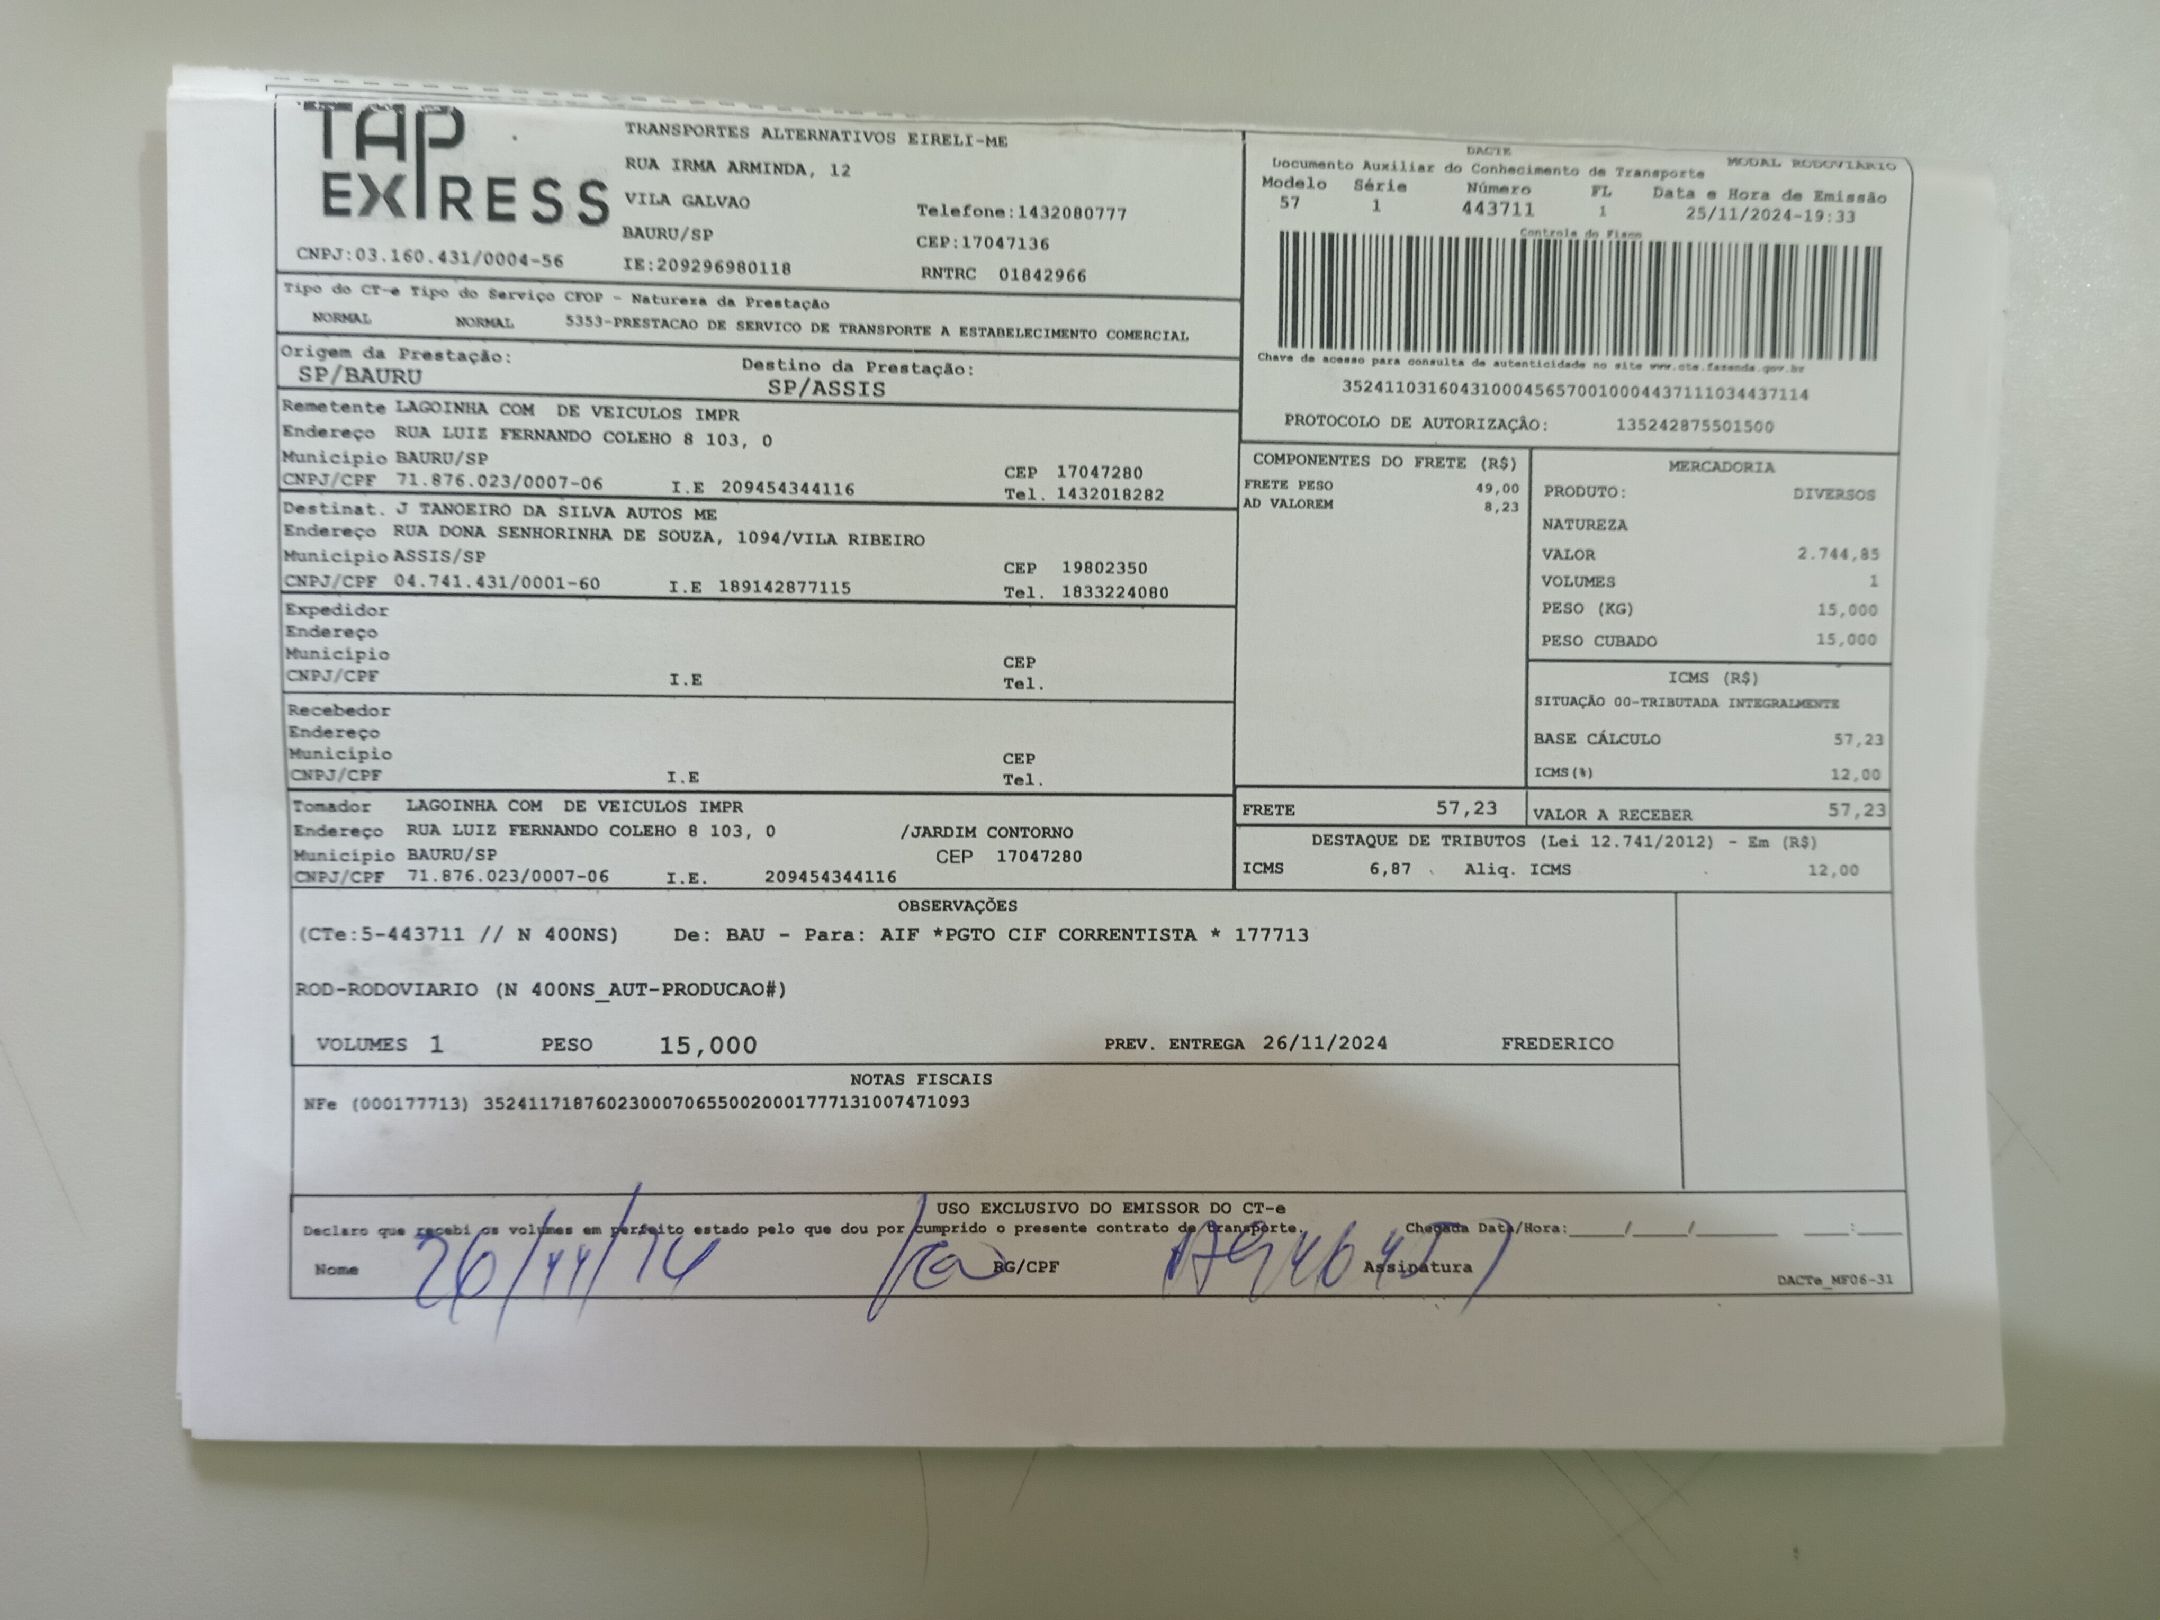 TAP
EXPRESS
CNPJ:03.160.431/0004-56
TRANSPORTES ALTERNATIVOS EIRELI-ME
RUA IRMA ARMINDA, 12
VILA GALVAO
BAURU/SP
IE:209296980118
Telefone:1432080777
CEP:17047136
RNTRC 01842966
DACTE
MODAL RODOVIÁRIO
Documento Auxiliar do Conhecimento de Transporte
Modelo Série Número FL Data e Hora de Emissão
57 1 443711 1 25/11/2024-19:33
Controle do Fisco
Chave de acesso para consulta de autenticidade no site www.cte.fazenda.gov.br
35241103160431000456570010004437111034437114
PROTOCOLO DE AUTORIZAÇÃO: 135242875501500
Tipo do CT-e Tipo do Serviço CFOP - Natureza da Prestação
NORMAL NORMAL 5353-PRESTACAO DE SERVICO DE TRANSPORTE A ESTABELECIMENTO COMERCIAL
Origem da Prestação: Destino da Prestação:
SP/BAURU SP/ASSIS
Remetente LAGOINHA COM DE VEICULOS IMPR
Endereço RUA LUIZ FERNANDO COLEHO 8 103, 0
Município BAURU/SP CEP 17047280
CNPJ/CPF 71.876.023/0007-06 I.E 209454344116 Tel. 1432018282
Destinat. J TANOEIRO DA SILVA AUTOS ME
Endereço RUA DONA SENHORINHA DE SOUZA, 1094/VILA RIBEIRO
Município ASSIS/SP CEP 19802350
CNPJ/CPF 04.741.431/0001-60 I.E 189142877115 Tel. 1833224080
Expedidor
Endereço
Município CEP
CNPJ/CPF I.E Tel.
Recebedor
Endereço
Município CEP
CNPJ/CPF I.E Tel.
Tomador LAGOINHA COM DE VEICULOS IMPR
Endereço RUA LUIZ FERNANDO COLEHO 8 103, 0 /JARDIM CONTORNO
Município BAURU/SP CEP 17047280
CNPJ/CPF 71.876.023/0007-06 I.E. 209454344116
COMPONENTES DO FRETE (R$)
FRETE PESO 49,00
AD VALOREM 8,23
MERCADORIA
PRODUTO: DIVERSOS
NATUREZA
VALOR 2.744,85
VOLUMES 1
PESO (KG) 15,000
PESO CUBADO 15,000
ICMS (R$)
SITUAÇÃO 00-TRIBUTADA INTEGRALMENTE
BASE CÁLCULO 57,23
ICMS(%) 12,00
FRETE 57,23 VALOR A RECEBER 57,23
DESTAQUE DE TRIBUTOS (Lei 12.741/2012) - Em (R$)
ICMS 6,87 Aliq. ICMS 12,00
OBSERVAÇÕES
(CTe:5-443711 // N 400NS) De: BAU - Para: AIF *PGTO CIF CORRENTISTA * 177713
ROD-RODOVIARIO (N 400NS_AUT-PRODUCAO#)
VOLUMES 1 PESO 15,000 PREV. ENTREGA 26/11/2024 FREDERICO
NOTAS FISCAIS
NFe (000177713) 35241171876023000706550020001777131007471093
USO EXCLUSIVO DO EMISSOR DO CT-e
Declaro que recebi os volumes em perfeito estado pelo que dou por cumprido o presente contrato de transporte. Chegada Data/Hora:____/____/______ ____:____
Nome RG/CPF Assinatura
DACTe_MF06-31